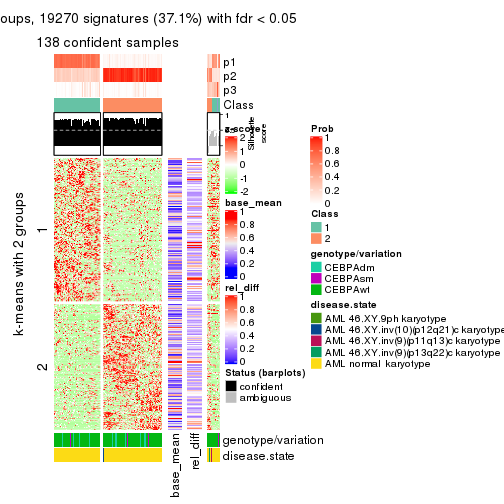 oups, 19270 signatures (37.1%) with fdr < 0.05
138 confident samples
p1
p2
p3
Class
1
0.5
0
Silhouette
score
z-score
2
1
0
-1
-2
base_mean
1
0.8
0.6
0.4
0.2
0
rel_diff
1
0.8
0.6
0.4
0.2
0
Status (barplots)
confident
ambiguous
Prob
1
0.8
0.6
0.4
0.2
0
Class
1
2
genotype/variation
CEBPAdm
CEBPAsm
CEBPAwt
disease.state
AML 46.XY.9ph karyotype
AML 46.XY.inv(10)(p12q21)c karyotype
AML 46.XY.inv(9)(p11q13)c karyotype
AML 46.XY.inv(9)(p13q22)c karyotype
AML normal karyotype
k-means with 2 groups
1
2
genotype/variation
disease.state
base_mean
rel_diff